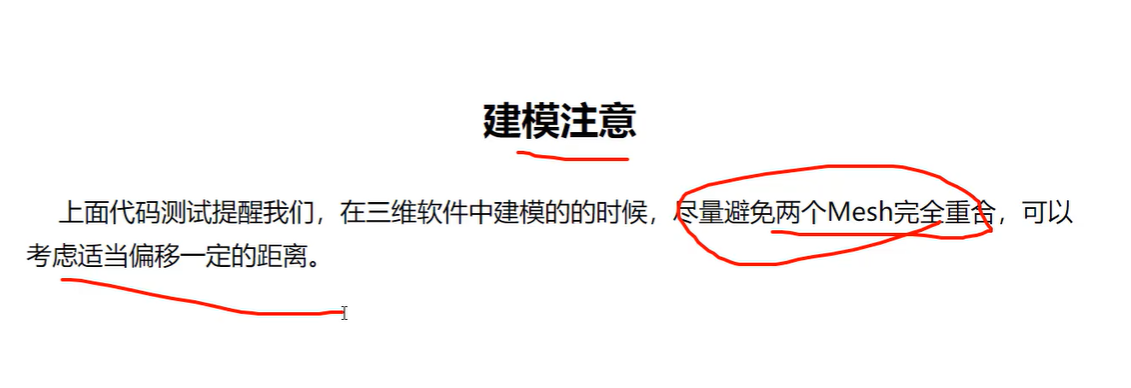 建模注意
上面代码测试提醒我们，在三维软件中建模的的时候，尽量避免两个Mesh完全重合，可以
考虑适当偏移一定的距离。